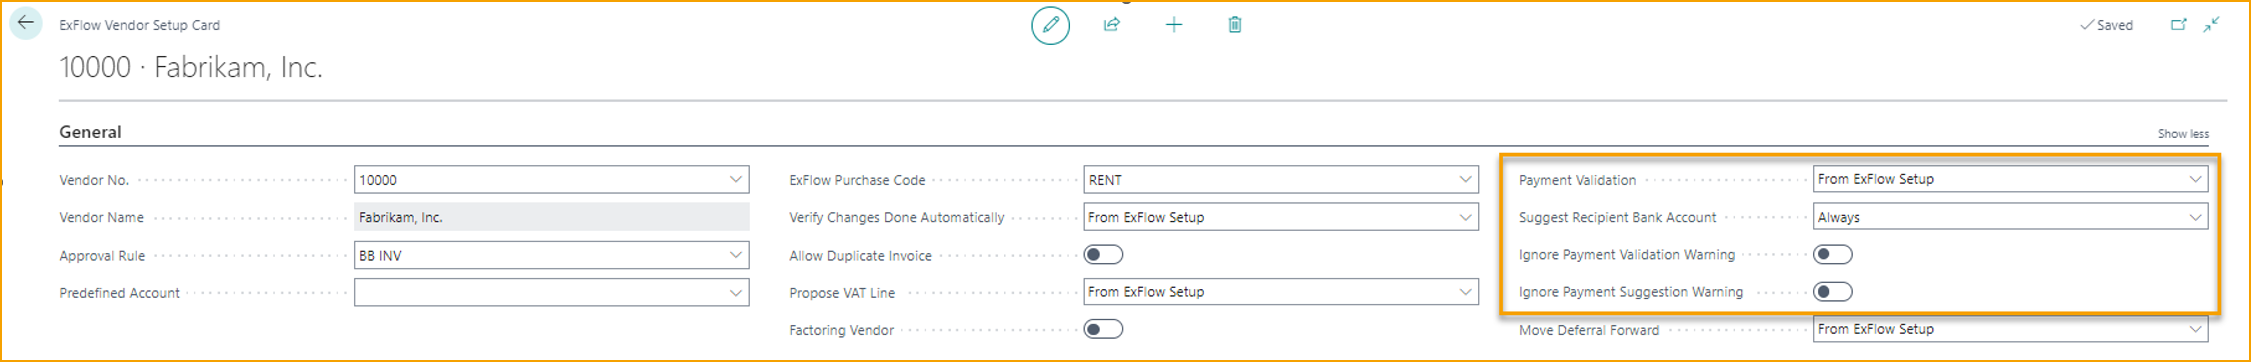 ExFlow Vendor Setup Card
Saved
10000 · Fabrikam, Inc.
General
Show less
Vendor No.
10000
Vendor Name
Fabrikam, Inc.
Approval Rule
BB INV
Predefined Account
ExFlow Purchase Code
RENT
Verify Changes Done Automatically
From ExFlow Setup
Allow Duplicate Invoice
Propose VAT Line
From ExFlow Setup
Factoring Vendor
Payment Validation
From ExFlow Setup
Suggest Recipient Bank Account
Always
Ignore Payment Validation Warning
Ignore Payment Suggestion Warning
Move Deferral Forward
From ExFlow Setup